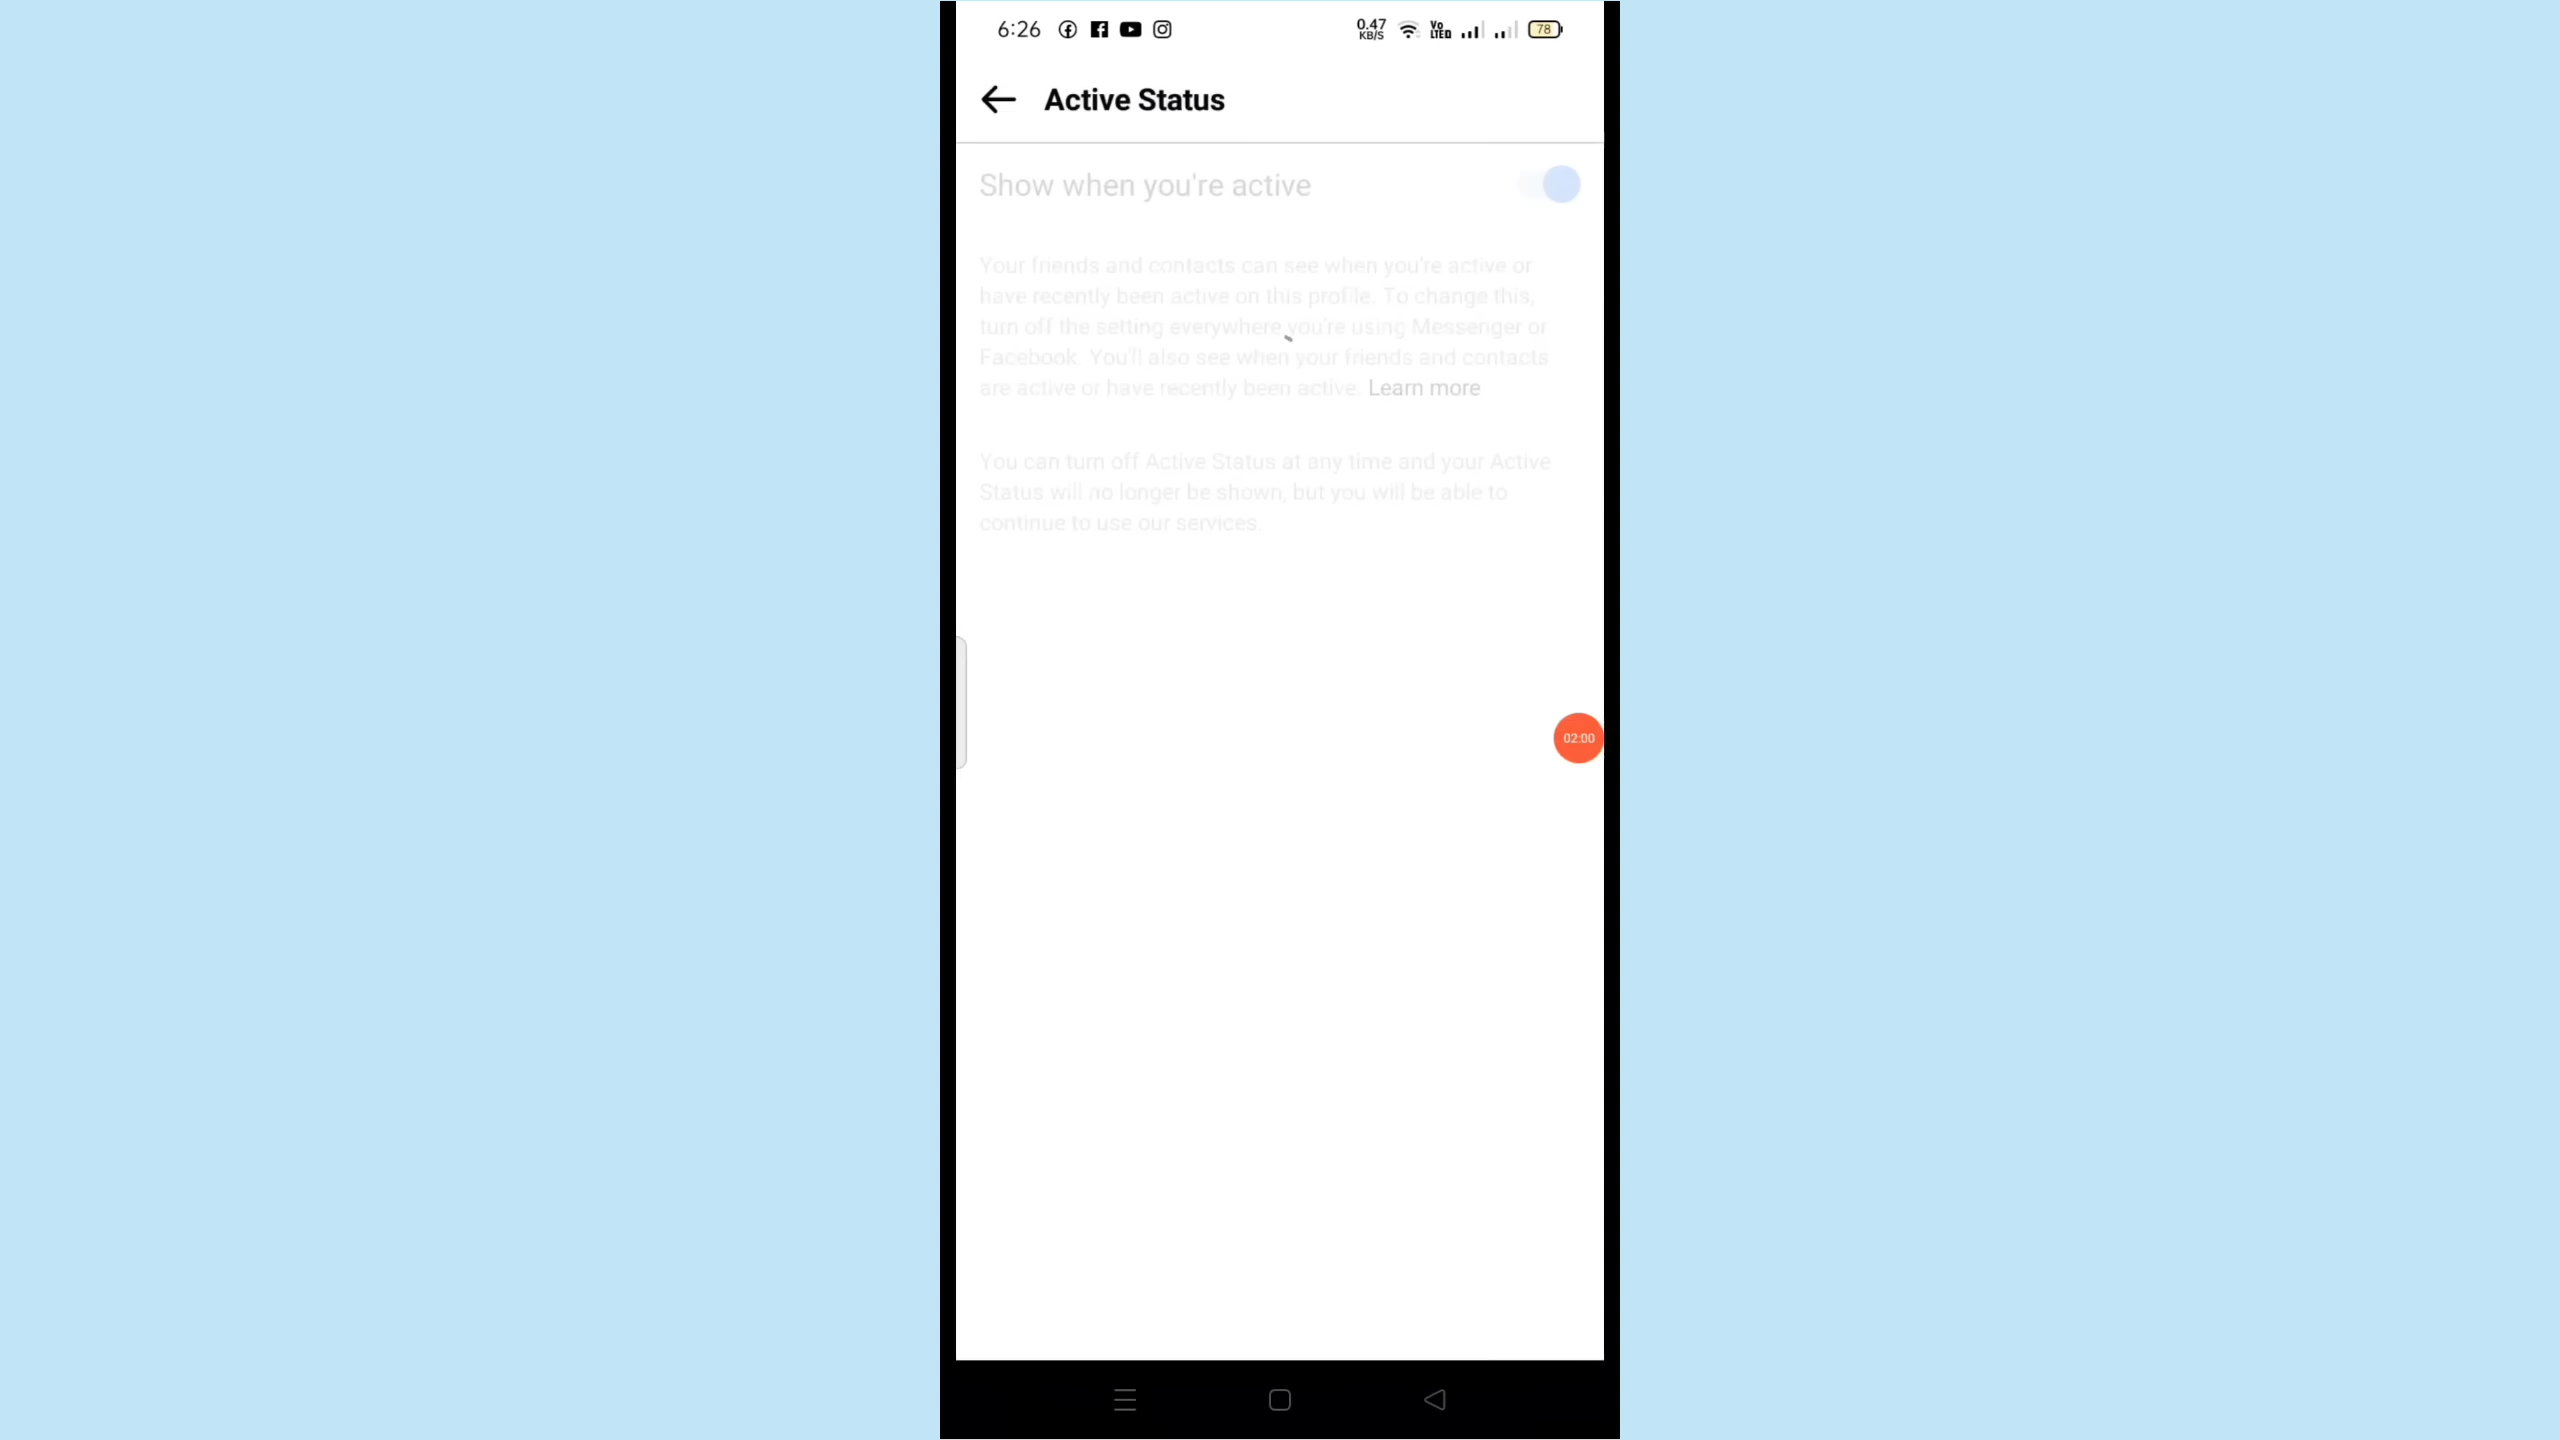 6:26
0.47
KB/S
Vo
LTE
78
Active Status
Show when you're active
Your friends and contacts can see when you're active or
have recently been active on this profile. To change this,
turn off the setting everywhere you're using Messenger or
Facebook. You'll also see when your friends and contacts
are active or have recently been active. Learn more
You can turn off Active Status at any time and your Active
Status will no longer be shown, but you will be able to
continue to use our services.
02:00